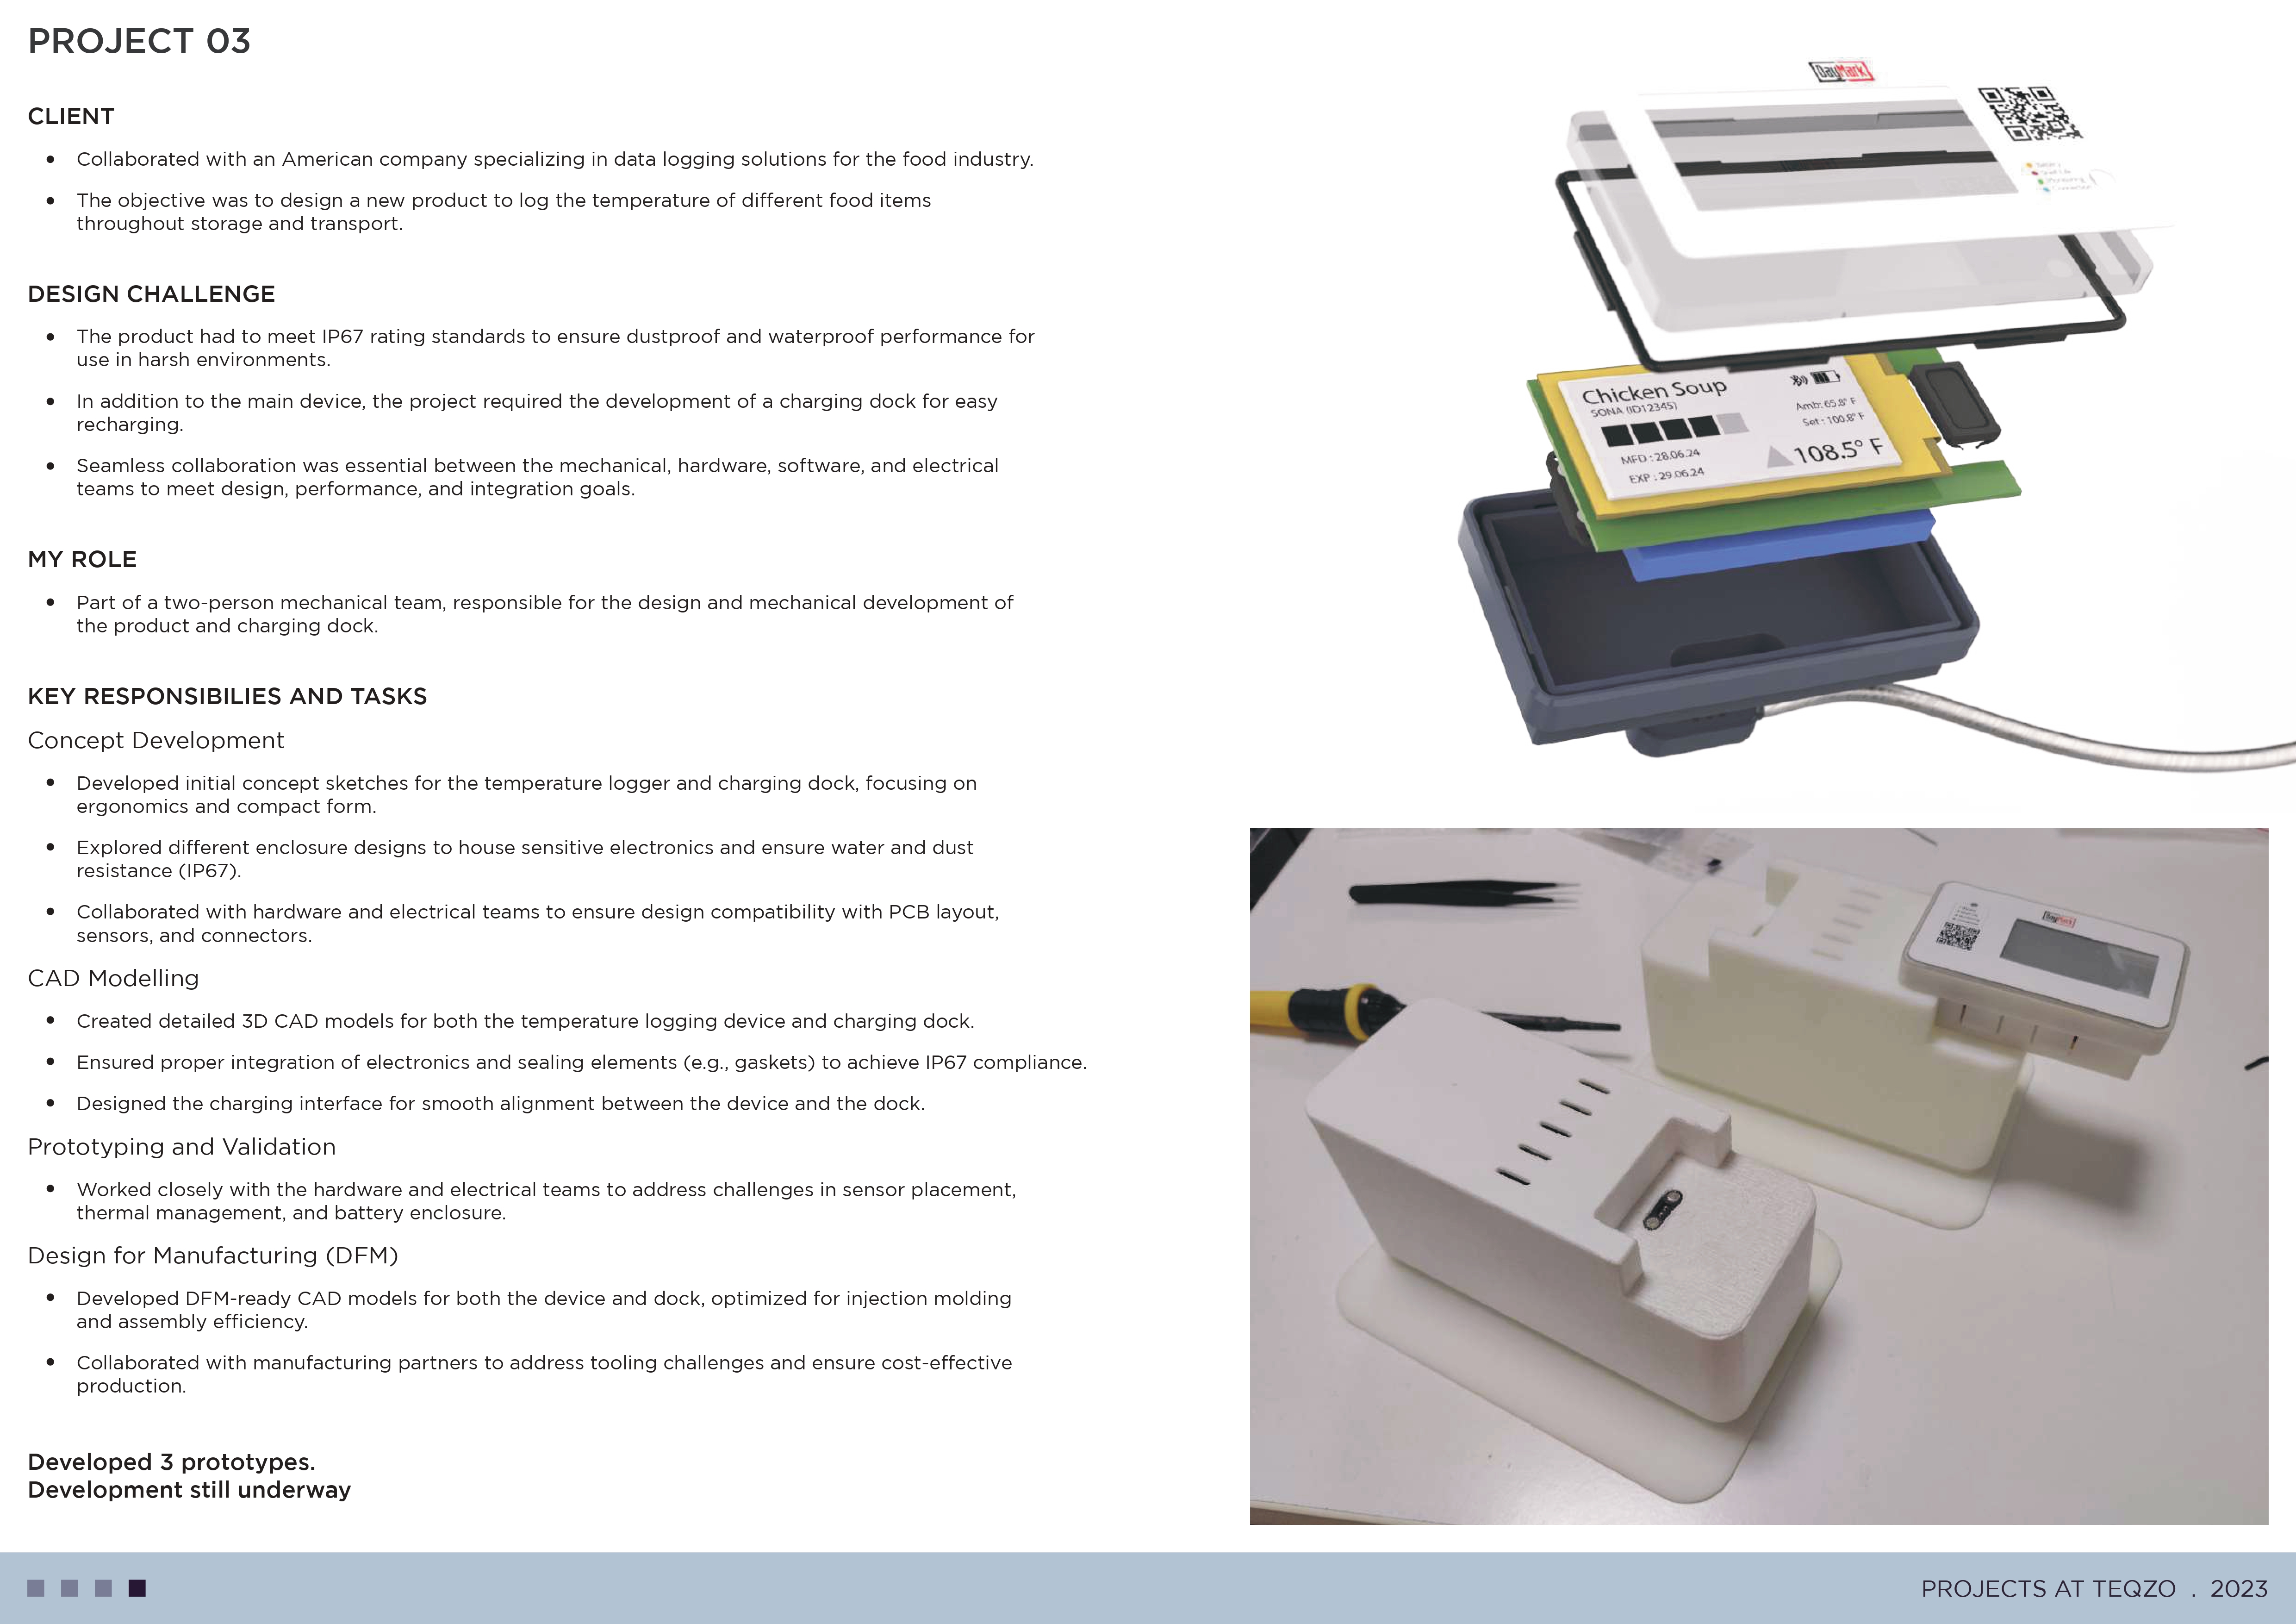 PROJECT 03
CLIENT
• Collaborated with an American company specializing in data logging solutions for the food industry.
• The objective was to design a new product to log the temperature of different food items
throughout storage and transport.
DESIGN CHALLENGE
• The product had to meet IP67 rating standards to ensure dustproof and waterproof performance for
use in harsh environments.
• In addition to the main device, the project required the development of a charging dock for easy
recharging.
• Seamless collaboration was essential between the mechanical, hardware, software, and electrical
teams to meet design, performance, and integration goals.
MY ROLE
• Part of a two-person mechanical team, responsible for the design and mechanical development of
the product and charging dock.
KEY RESPONSIBILIES AND TASKS
Concept Development
• Developed initial concept sketches for the temperature logger and charging dock, focusing on
ergonomics and compact form.
• Explored different enclosure designs to house sensitive electronics and ensure water and dust
resistance (IP67).
• Collaborated with hardware and electrical teams to ensure design compatibility with PCB layout,
sensors, and connectors.
CAD Modelling
• Created detailed 3D CAD models for both the temperature logging device and charging dock.
• Ensured proper integration of electronics and sealing elements (e.g., gaskets) to achieve IP67 compliance.
• Designed the charging interface for smooth alignment between the device and the dock.
Prototyping and Validation
• Worked closely with the hardware and electrical teams to address challenges in sensor placement,
thermal management, and battery enclosure.
Design for Manufacturing (DFM)
• Developed DFM-ready CAD models for both the device and dock, optimized for injection molding
and assembly efficiency.
• Collaborated with manufacturing partners to address tooling challenges and ensure cost-effective
production.
Developed 3 prototypes.
Development still underway
DayMark
Battery
Shelf Life
Monitoring
Connection
Chicken Soup
SONA (ID12345)
Amb: 65.8° F
Set : 100.8° F
MFD : 28.06.24
108.5° F
EXP : 29.06.24
DayMark
PROJECTS AT TEQZO . 2023